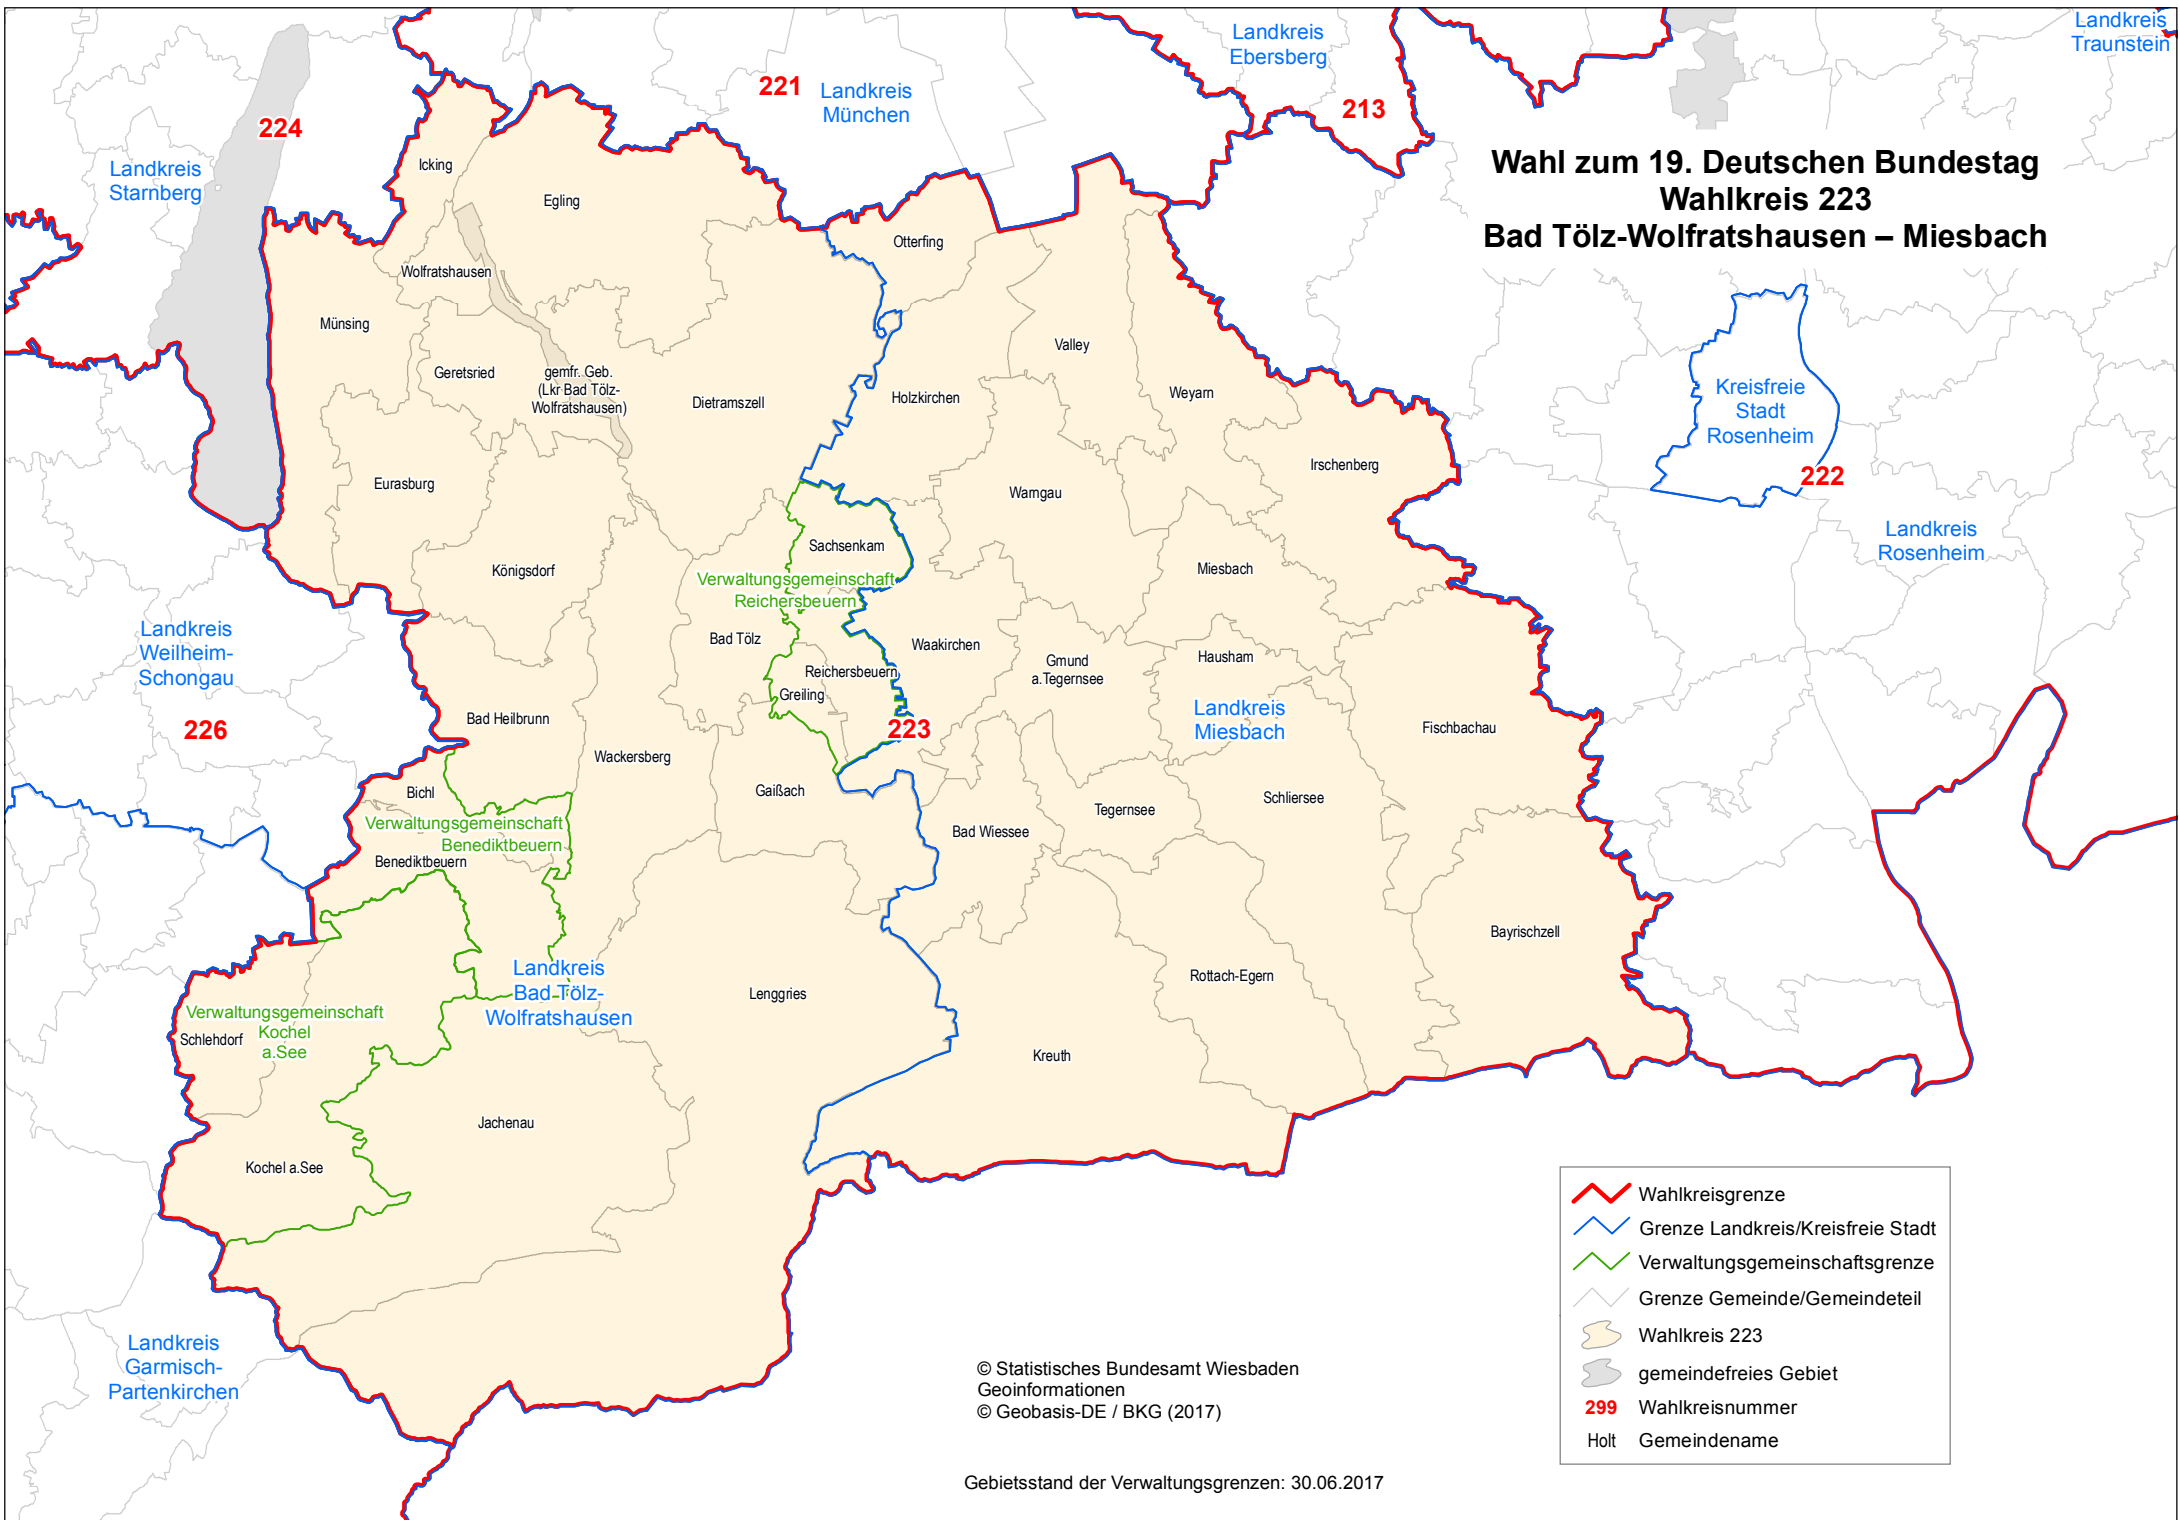 Wahl zum 19. Deutschen Bundestag
Wahlkreis 223
Bad Tölz-Wolfratshausen – Miesbach
Landkreis
Ebersberg
Landkreis
Traunstein
221
Landkreis
München
213
224
Landkreis
Starnberg
Icking
Egling
Otterfing
Wolfratshausen
Münsing
Geretsried
gemfr. Geb.
(Lkr Bad Tölz-
Wolfratshausen)
Dietramszell
Holzkirchen
Valley
Weyarn
Kreisfreie
Stadt
Rosenheim
222
Irschenberg
Eurasburg
Warngau
Landkreis
Rosenheim
Sachsenkam
Königsdorf
Verwaltungsgemeinschaft
Reichersbeuern
Miesbach
Landkreis
Weilheim-
Schongau
226
Bad Tölz
Waakirchen
Gmund
a.Tegernsee
Hausham
Reichersbeuern
Greiling
Landkreis
Miesbach
Bad Heilbrunn
223
Fischbachau
Wackersberg
Gaißach
Bichl
Schliersee
Tegernsee
Verwaltungsgemeinschaft
Benediktbeuern
Bad Wiessee
Benediktbeuern
Bayrischzell
Landkreis
Bad Tölz-
Wolfratshausen
Lenggries
Rottach-Egern
Verwaltungsgemeinschaft
Kochel
a.See
Schlehdorf
Kreuth
Jachenau
Kochel a.See
Landkreis
Garmisch-
Partenkirchen
Wahlkreisgrenze
Grenze Landkreis/Kreisfreie Stadt
Verwaltungsgemeinschaftsgrenze
Grenze Gemeinde/Gemeindeteil
Wahlkreis 223
gemeindefreies Gebiet
299 Wahlkreisnummer
Holt Gemeindename
© Statistisches Bundesamt Wiesbaden
Geoinformationen
© Geobasis-DE / BKG (2017)
Gebietsstand der Verwaltungsgrenzen: 30.06.2017